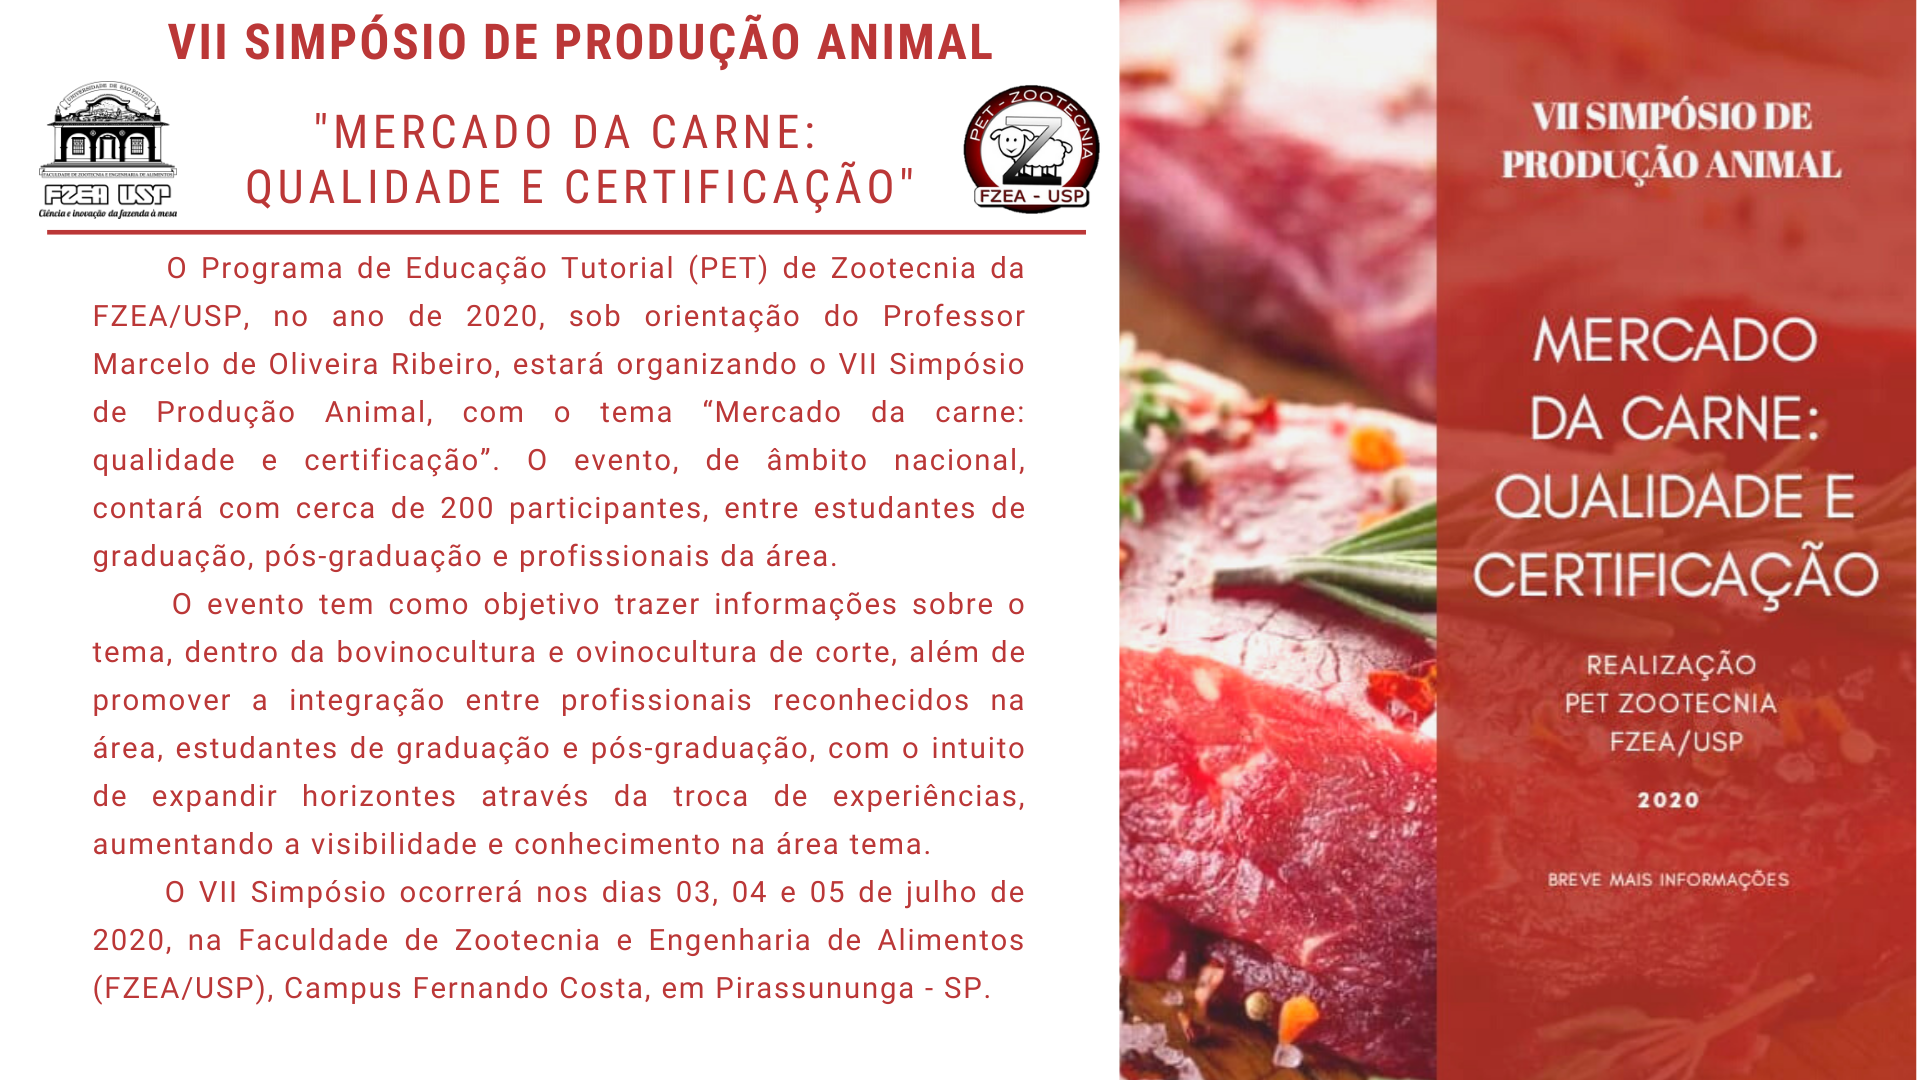 VII SIMPÓSIO DE PRODUÇÃO ANIMAL
"MERCADO DA CARNE:
QUALIDADE E CERTIFICAÇÃO"
UNIVERSIDADE DE SÃO PAULO
FACULDADE DE ZOOTECNIA E ENGENHARIA DE ALIMENTOS
FZEA USP
Ciência e inovação da fazenda à mesa
PET - ZOOTECNIA
Z
FZEA - USP
O Programa de Educação Tutorial (PET) de Zootecnia da
FZEA/USP, no ano de 2020, sob orientação do Professor
Marcelo de Oliveira Ribeiro, estará organizando o VII Simpósio
de Produção Animal, com o tema “Mercado da carne:
qualidade e certificação”. O evento, de âmbito nacional,
contará com cerca de 200 participantes, entre estudantes de
graduação, pós-graduação e profissionais da área.
O evento tem como objetivo trazer informações sobre o
tema, dentro da bovinocultura e ovinocultura de corte, além de
promover a integração entre profissionais reconhecidos na
área, estudantes de graduação e pós-graduação, com o intuito
de expandir horizontes através da troca de experiências,
aumentando a visibilidade e conhecimento na área tema.
O VII Simpósio ocorrerá nos dias 03, 04 e 05 de julho de
2020, na Faculdade de Zootecnia e Engenharia de Alimentos
(FZEA/USP), Campus Fernando Costa, em Pirassununga - SP.
VII SIMPÓSIO DE
PRODUÇÃO ANIMAL
MERCADO
DA CARNE:
QUALIDADE E
CERTIFICAÇÃO
REALIZAÇÃO
PET ZOOTECNIA
FZEA/USP
2020
BREVE MAIS INFORMAÇÕES